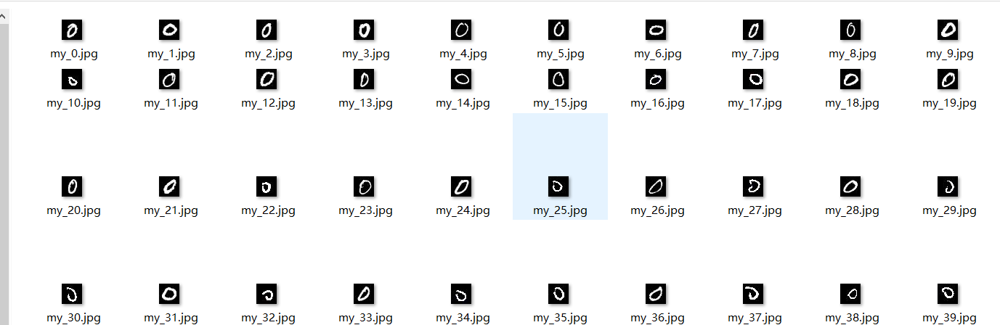 my_0.jpg my_1.jpg my_2.jpg my_3.jpg my_4.jpg my_5.jpg my_6.jpg my_7.jpg my_8.jpg my_9.jpg
my_10.jpg my_11.jpg my_12.jpg my_13.jpg my_14.jpg my_15.jpg my_16.jpg my_17.jpg my_18.jpg my_19.jpg
my_20.jpg my_21.jpg my_22.jpg my_23.jpg my_24.jpg my_25.jpg my_26.jpg my_27.jpg my_28.jpg my_29.jpg
my_30.jpg my_31.jpg my_32.jpg my_33.jpg my_34.jpg my_35.jpg my_36.jpg my_37.jpg my_38.jpg my_39.jpg